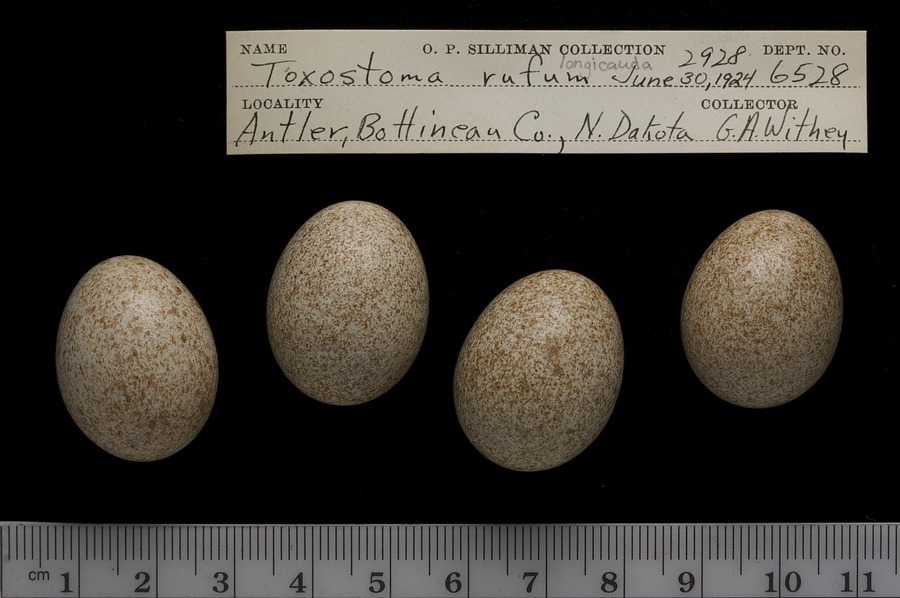 NAME O. P. SILLIMAN COLLECTION 2928 DEPT. NO.
longicauda
Toxostoma rufum June 30, 1924 6528
LOCALITY COLLECTOR
Antler, Bottineau Co., N. Dakota G. A. Withey
cm 1 2 3 4 5 6 7 8 9 10 11